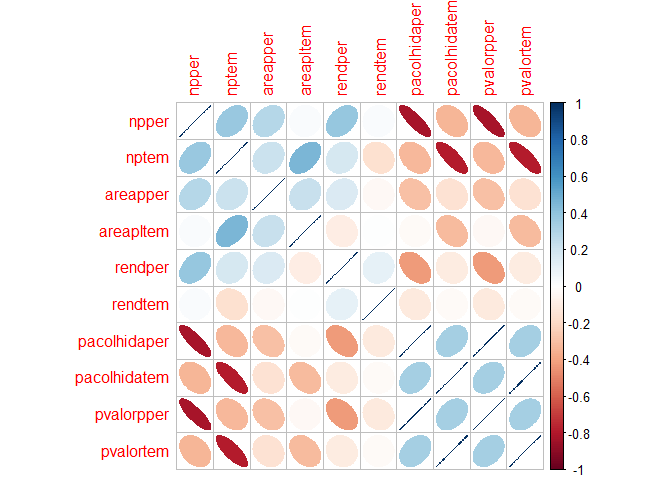 npper
nptem
areapper
areapltem
rendper
rendtem
pacolhidaper
pacolhidatem
pvalorpper
pvalortem
npper
nptem
areapper
areapltem
rendper
rendtem
pacolhidaper
pacolhidatem
pvalorpper
pvalortem
1
0.8
0.6
0.4
0.2
0
-0.2
-0.4
-0.6
-0.8
-1